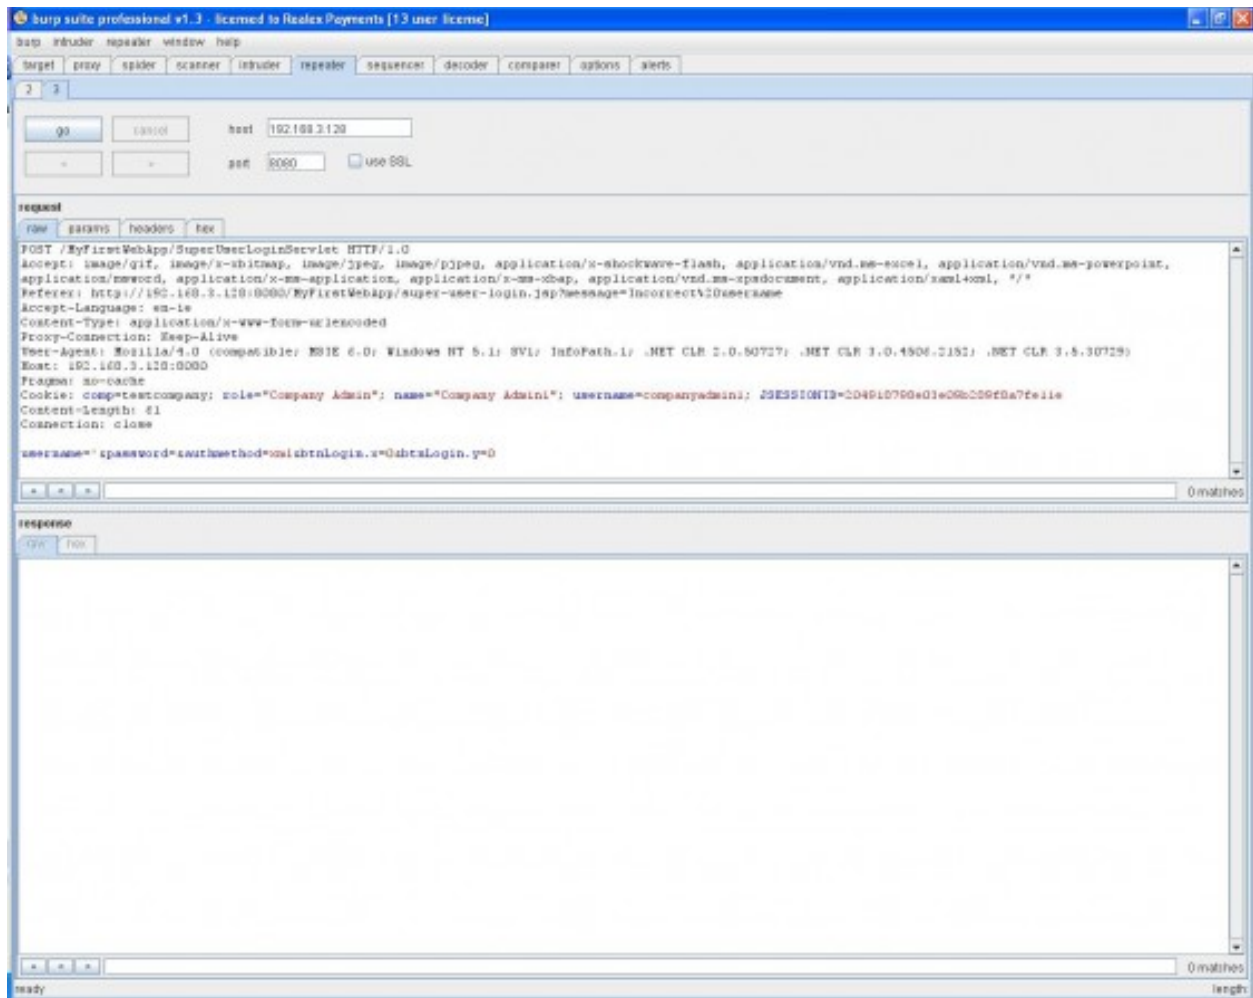 burp suite professional v1.3 - licensed to Realex Payments [13 user license]
burp intruder repeater window help
target proxy spider scanner intruder repeater sequencer decoder comparer options alerts
2 3
go cancel host 192.168.3.128
< > port 8080 use SSL
request
raw params headers hex
POST /MyFirstWebApp/SuperUserLoginServlet HTTP/1.0
Accept: image/gif, image/x-xbitmap, image/jpeg, image/pjpeg, application/x-shockwave-flash, application/vnd.ms-excel, application/vnd.ms-powerpoint,
application/msword, application/x-ms-application, application/x-ms-xbap, application/vnd.ms-xpsdocument, application/xaml+xml, */*
Referer: http://192.168.3.128:8080/MyFirstWebApp/super-user-login.jsp?message=Incorrect%20username
Accept-Language: en-ie
Content-Type: application/x-www-form-urlencoded
Proxy-Connection: Keep-Alive
User-Agent: Mozilla/4.0 (compatible; MSIE 6.0; Windows NT 5.1; SV1; InfoPath.1; .NET CLR 2.0.50727; .NET CLR 3.0.4506.2152; .NET CLR 3.5.30729)
Host: 192.168.3.128:8080
Pragma: no-cache
Cookie: comp=testcompany; role="Company Admin"; name="Company Admin1"; username=companyadmin1;
Content-Length: 61
Connection: close
username='&password=&authmethod=xml&btnLogin.x=0&btnLogin.y=0
+ < > 0 matches
response
raw hex
+ < > 0 matches
ready length: